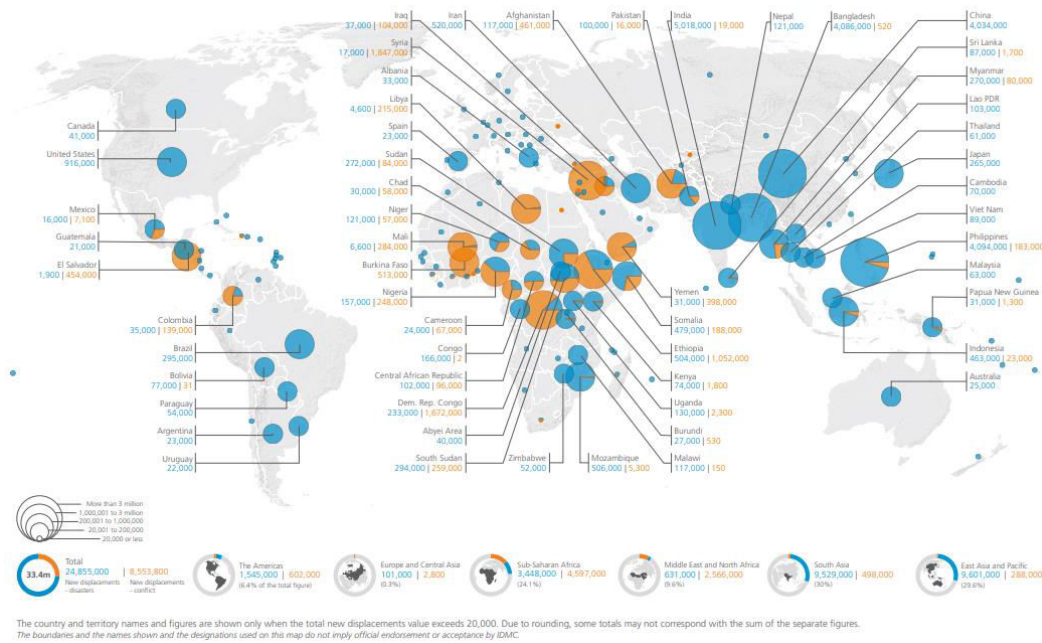 Iraq
37,000 | 104,000
Iran
520,000
Afghanistan
117,000 | 461,000
Pakistan
100,000 | 16,000
India
5,018,000 | 19,000
Nepal
121,000
Bangladesh
4,086,000 | 520
China
4,034,000
Syria
17,000 | 1,847,000
Sri Lanka
87,000 | 1,700
Albania
33,000
Myanmar
270,000 | 80,000
Libya
4,600 | 215,000
Lao PDR
103,000
Canada
41,000
Spain
23,000
Thailand
61,000
United States
916,000
Sudan
272,000 | 84,000
Japan
265,000
Chad
30,000 | 58,000
Cambodia
70,000
Mexico
16,000 | 7,100
Niger
121,000 | 57,000
Viet Nam
89,000
Guatemala
21,000
Mali
6,600 | 284,000
Philippines
4,094,000 | 183,000
El Salvador
1,900 | 454,000
Burkina Faso
513,000
Malaysia
63,000
Nigeria
157,000 | 248,000
Yemen
31,000 | 398,000
Papua New Guinea
31,000 | 1,300
Colombia
35,000 | 139,000
Cameroon
24,000 | 67,000
Somalia
479,000 | 188,000
Brazil
295,000
Congo
166,000 | 2
Ethiopia
504,000 | 1,052,000
Indonesia
463,000 | 23,000
Bolivia
77,000 | 31
Central African Republic
102,000 | 96,000
Kenya
74,000 | 1,800
Australia
25,000
Paraguay
54,000
Dem. Rep. Congo
233,000 | 1,672,000
Uganda
130,000 | 2,300
Argentina
23,000
Abyei Area
40,000
Burundi
27,000 | 530
Uruguay
22,000
South Sudan
294,000 | 259,000
Zimbabwe
52,000
Mozambique
506,000 | 5,300
Malawi
117,000 | 150
More than 3 million
1,000,001 to 3 million
200,001 to 1,000,000
20,001 to 200,000
20,000 or less
33.4m
Total
24,855,000 | 8,553,800
New displacements - disasters
New displacements - conflict
The Americas
1,545,000 | 602,000
(6.4% of the total figure)
Europe and Central Asia
101,000 | 2,800
(0.3%)
Sub-Saharan Africa
3,448,000 | 4,597,000
(24.1%)
Middle East and North Africa
631,000 | 2,566,000
(9.6%)
South Asia
9,529,000 | 498,000
(30%)
East Asia and Pacific
9,601,000 | 288,000
(29.6%)
The country and territory names and figures are shown only when the total new displacements value exceeds 20,000. Due to rounding, some totals may not correspond with the sum of the separate figures.
The boundaries and the names shown and the designations used on this map do not imply official endorsement or acceptance by IDMC.